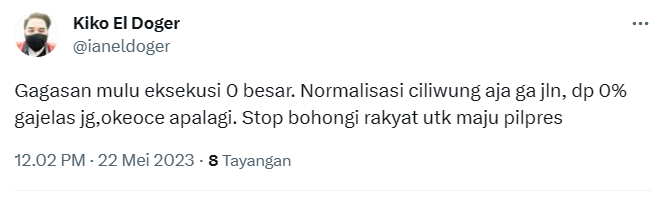 Kiko El Doger
@ianeldoger
Gagasan mulu eksekusi 0 besar. Normalisasi ciliwung aja ga jln, dp 0%
gajelas jg,okeoce apalagi. Stop bohongi rakyat utk maju pilpres
12.02 PM · 22 Mei 2023 · 8 Tayangan